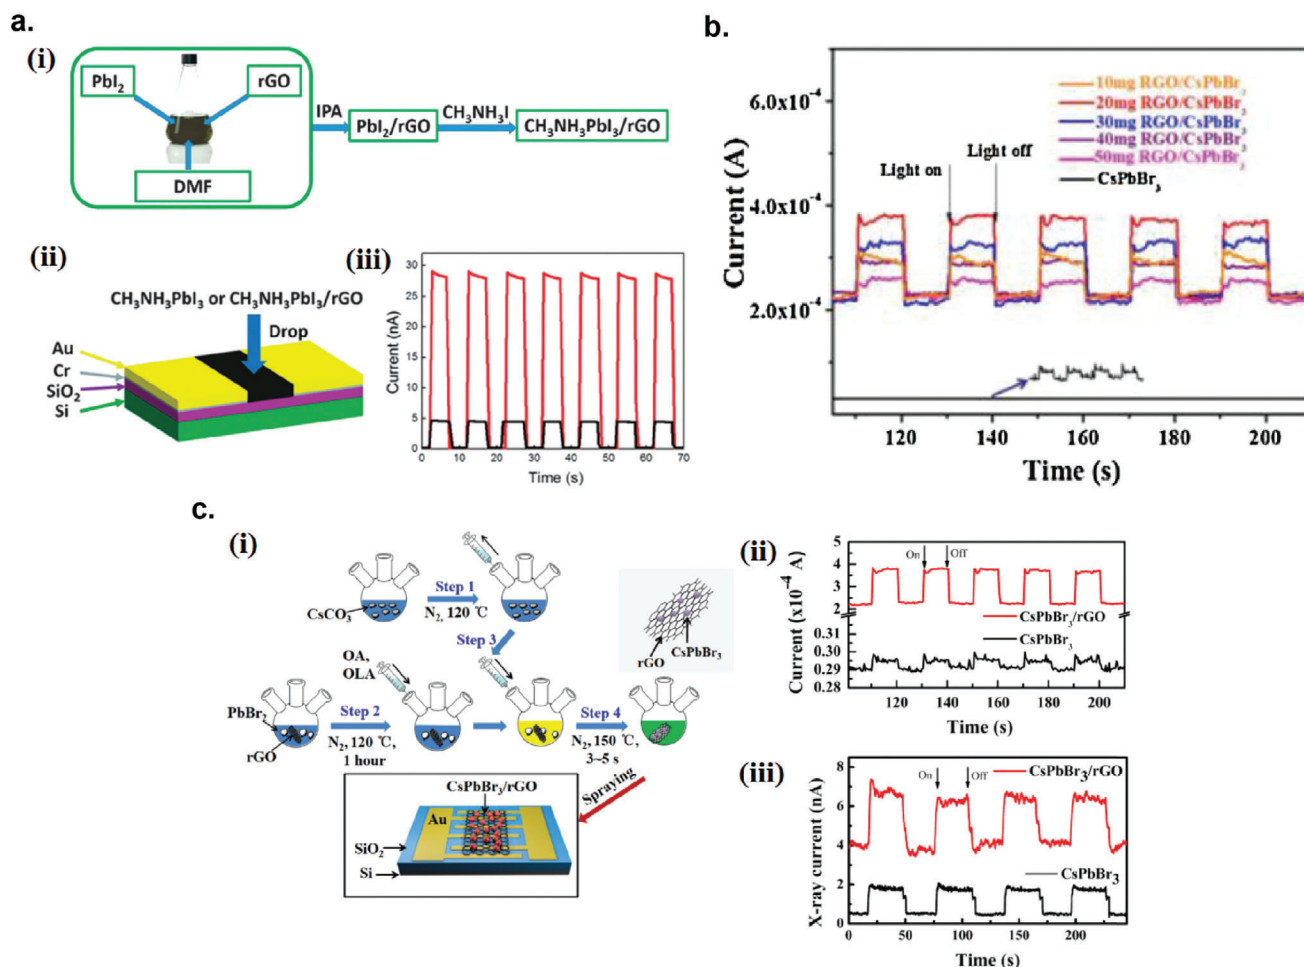 a.
(i)
PbI₂
rGO
DMF
IPA
PbI₂/rGO
CH₃NH₃I
CH₃NH₃PbI₃/rGO
(ii)
CH₃NH₃PbI₃ or CH₃NH₃PbI₃/rGO
Drop
Au
Cr
SiO₂
Si
(iii)
Current (nA)
30
25
20
15
10
5
0
0 10 20 30 40 50 60 70
Time (s)
b.
Current (A)
6.0x10⁻⁴
4.0x10⁻⁴
2.0x10⁻⁴
10mg RGO/CsPbBr₃
20mg RGO/CsPbBr₃
30mg RGO/CsPbBr₃
40mg RGO/CsPbBr₃
50mg RGO/CsPbBr₃
CsPbBr₃
Light on
Light off
120 140 160 180 200
Time (s)
c.
(i)
CsCO₃
Step 1
N₂, 120 ℃
Step 3
rGO
CsPbBr₃
OA,
OLA
PbBr₂
rGO
Step 2
N₂, 120 ℃,
1 hour
Step 4
N₂, 150 ℃,
3~5 s
Spraying
CsPbBr₃/rGO
Au
SiO₂
Si
(ii)
Current (x10⁻⁴ A)
5
4
3
2
0.31
0.30
0.29
0.28
On
Off
CsPbBr₃/rGO
CsPbBr₃
120 140 160 180 200
Time (s)
(iii)
X-ray current (nA)
8
6
4
2
0
On
Off
CsPbBr₃/rGO
CsPbBr₃
0 50 100 150 200
Time (s)